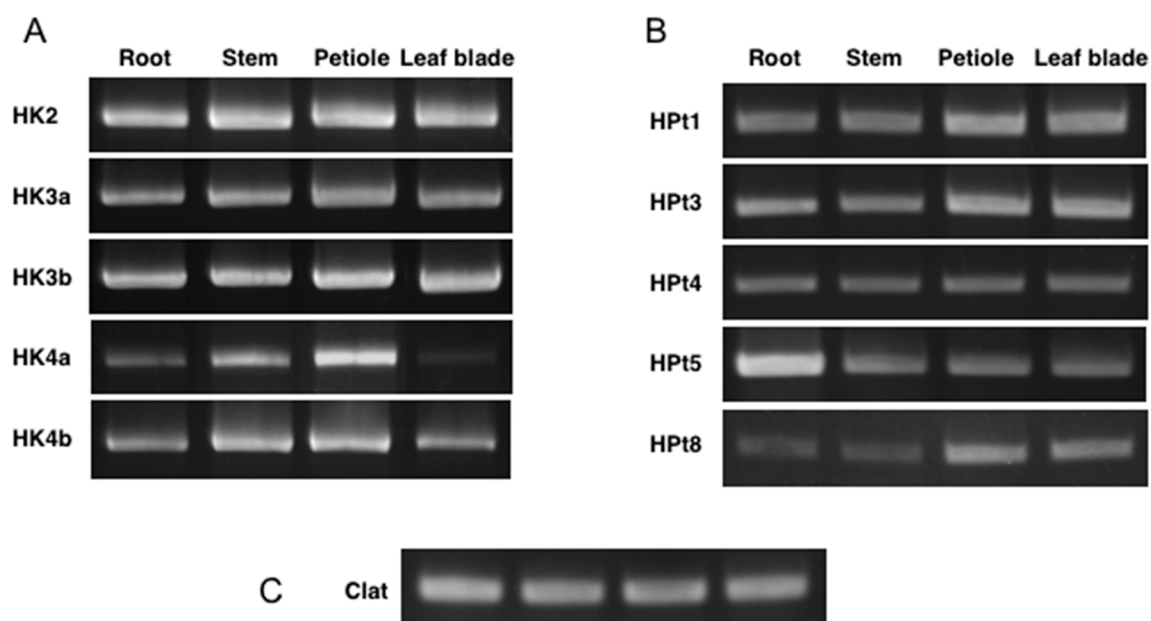 A
Root Stem Petiole Leaf blade
HK2
HK3a
HK3b
HK4a
HK4b
B
Root Stem Petiole Leaf blade
HPt1
HPt3
HPt4
HPt5
HPt8
C
Clat